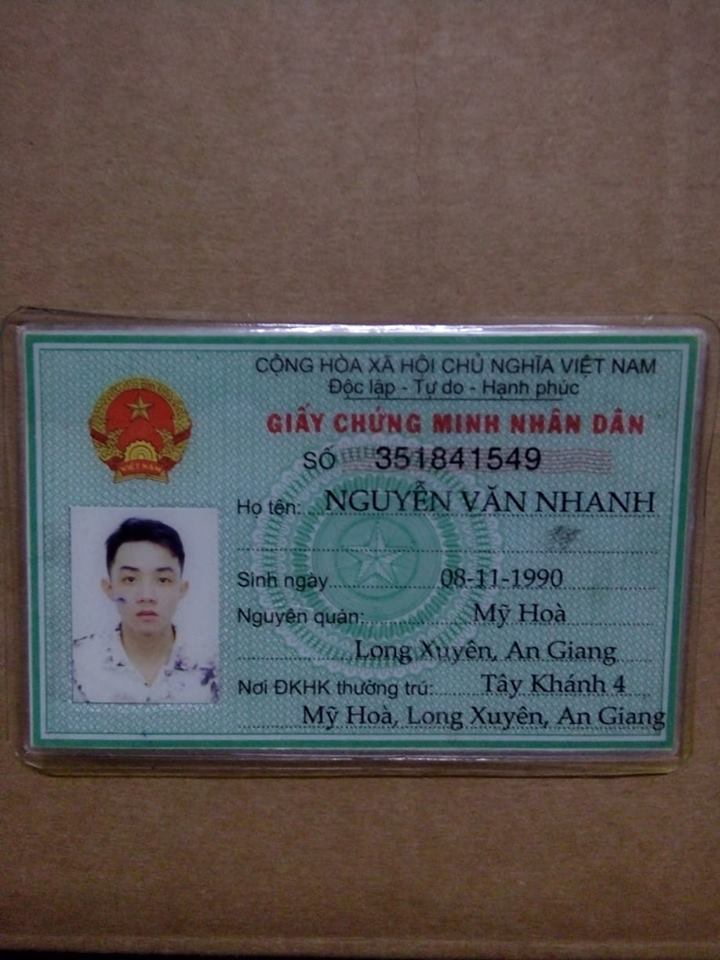 CỘNG HÒA XÃ HỘI CHỦ NGHĨA VIỆT NAM
Độc lập - Tự do - Hạnh phúc
GIẤY CHỨNG MINH NHÂN DÂN
SỐ 351841549
Họ tên: NGUYỄN VĂN NHANH
Sinh ngày 08-11-1990
Nguyên quán: Mỹ Hoà
Long Xuyên, An Giang
Nơi ĐKHK thường trú: Tây Khánh 4
Mỹ Hoà, Long Xuyên, An Giang
VIỆT NAM